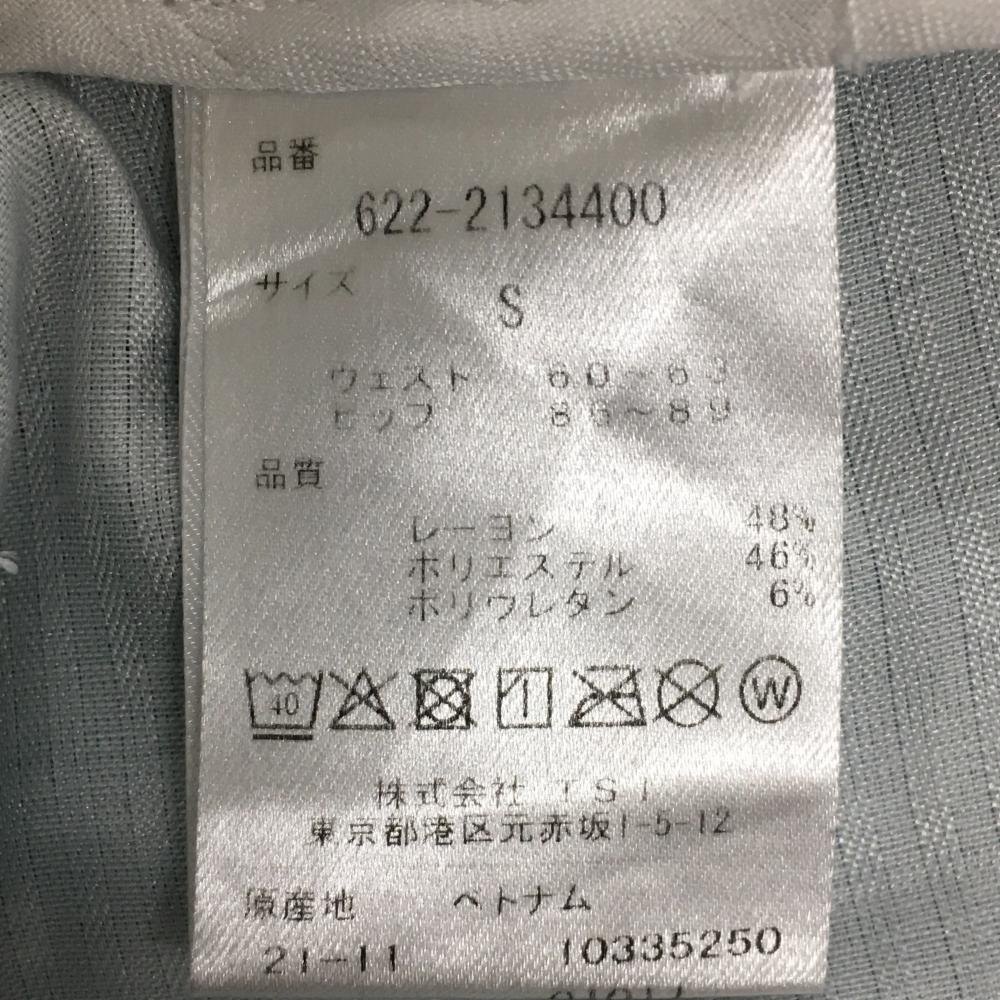 品番
622-2134400
サイズ
S
ウェスト 60~63
ヒップ 86~89
品質
レーヨン 48%
ポリエステル 46%
ポリウレタン 6%
40 W
株式会社 TSI
東京都港区元赤坂1-5-12
原産地 ベトナム
21-11 10335250